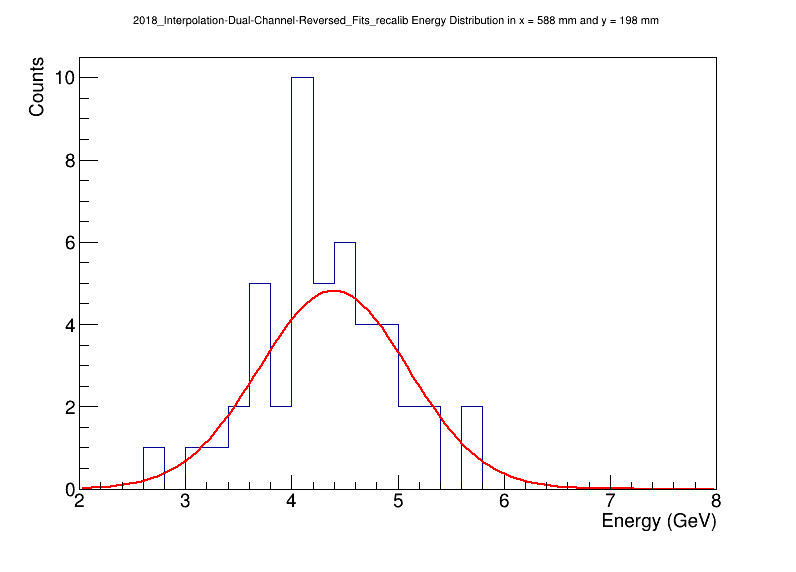 2018_Interpolation-Dual-Channel-Reversed_Fits_recalib Energy Distribution in x = 588 mm and y = 198 mm
Counts
10
8
6
4
2
0
2 3 4 5 6 7 8
Energy (GeV)